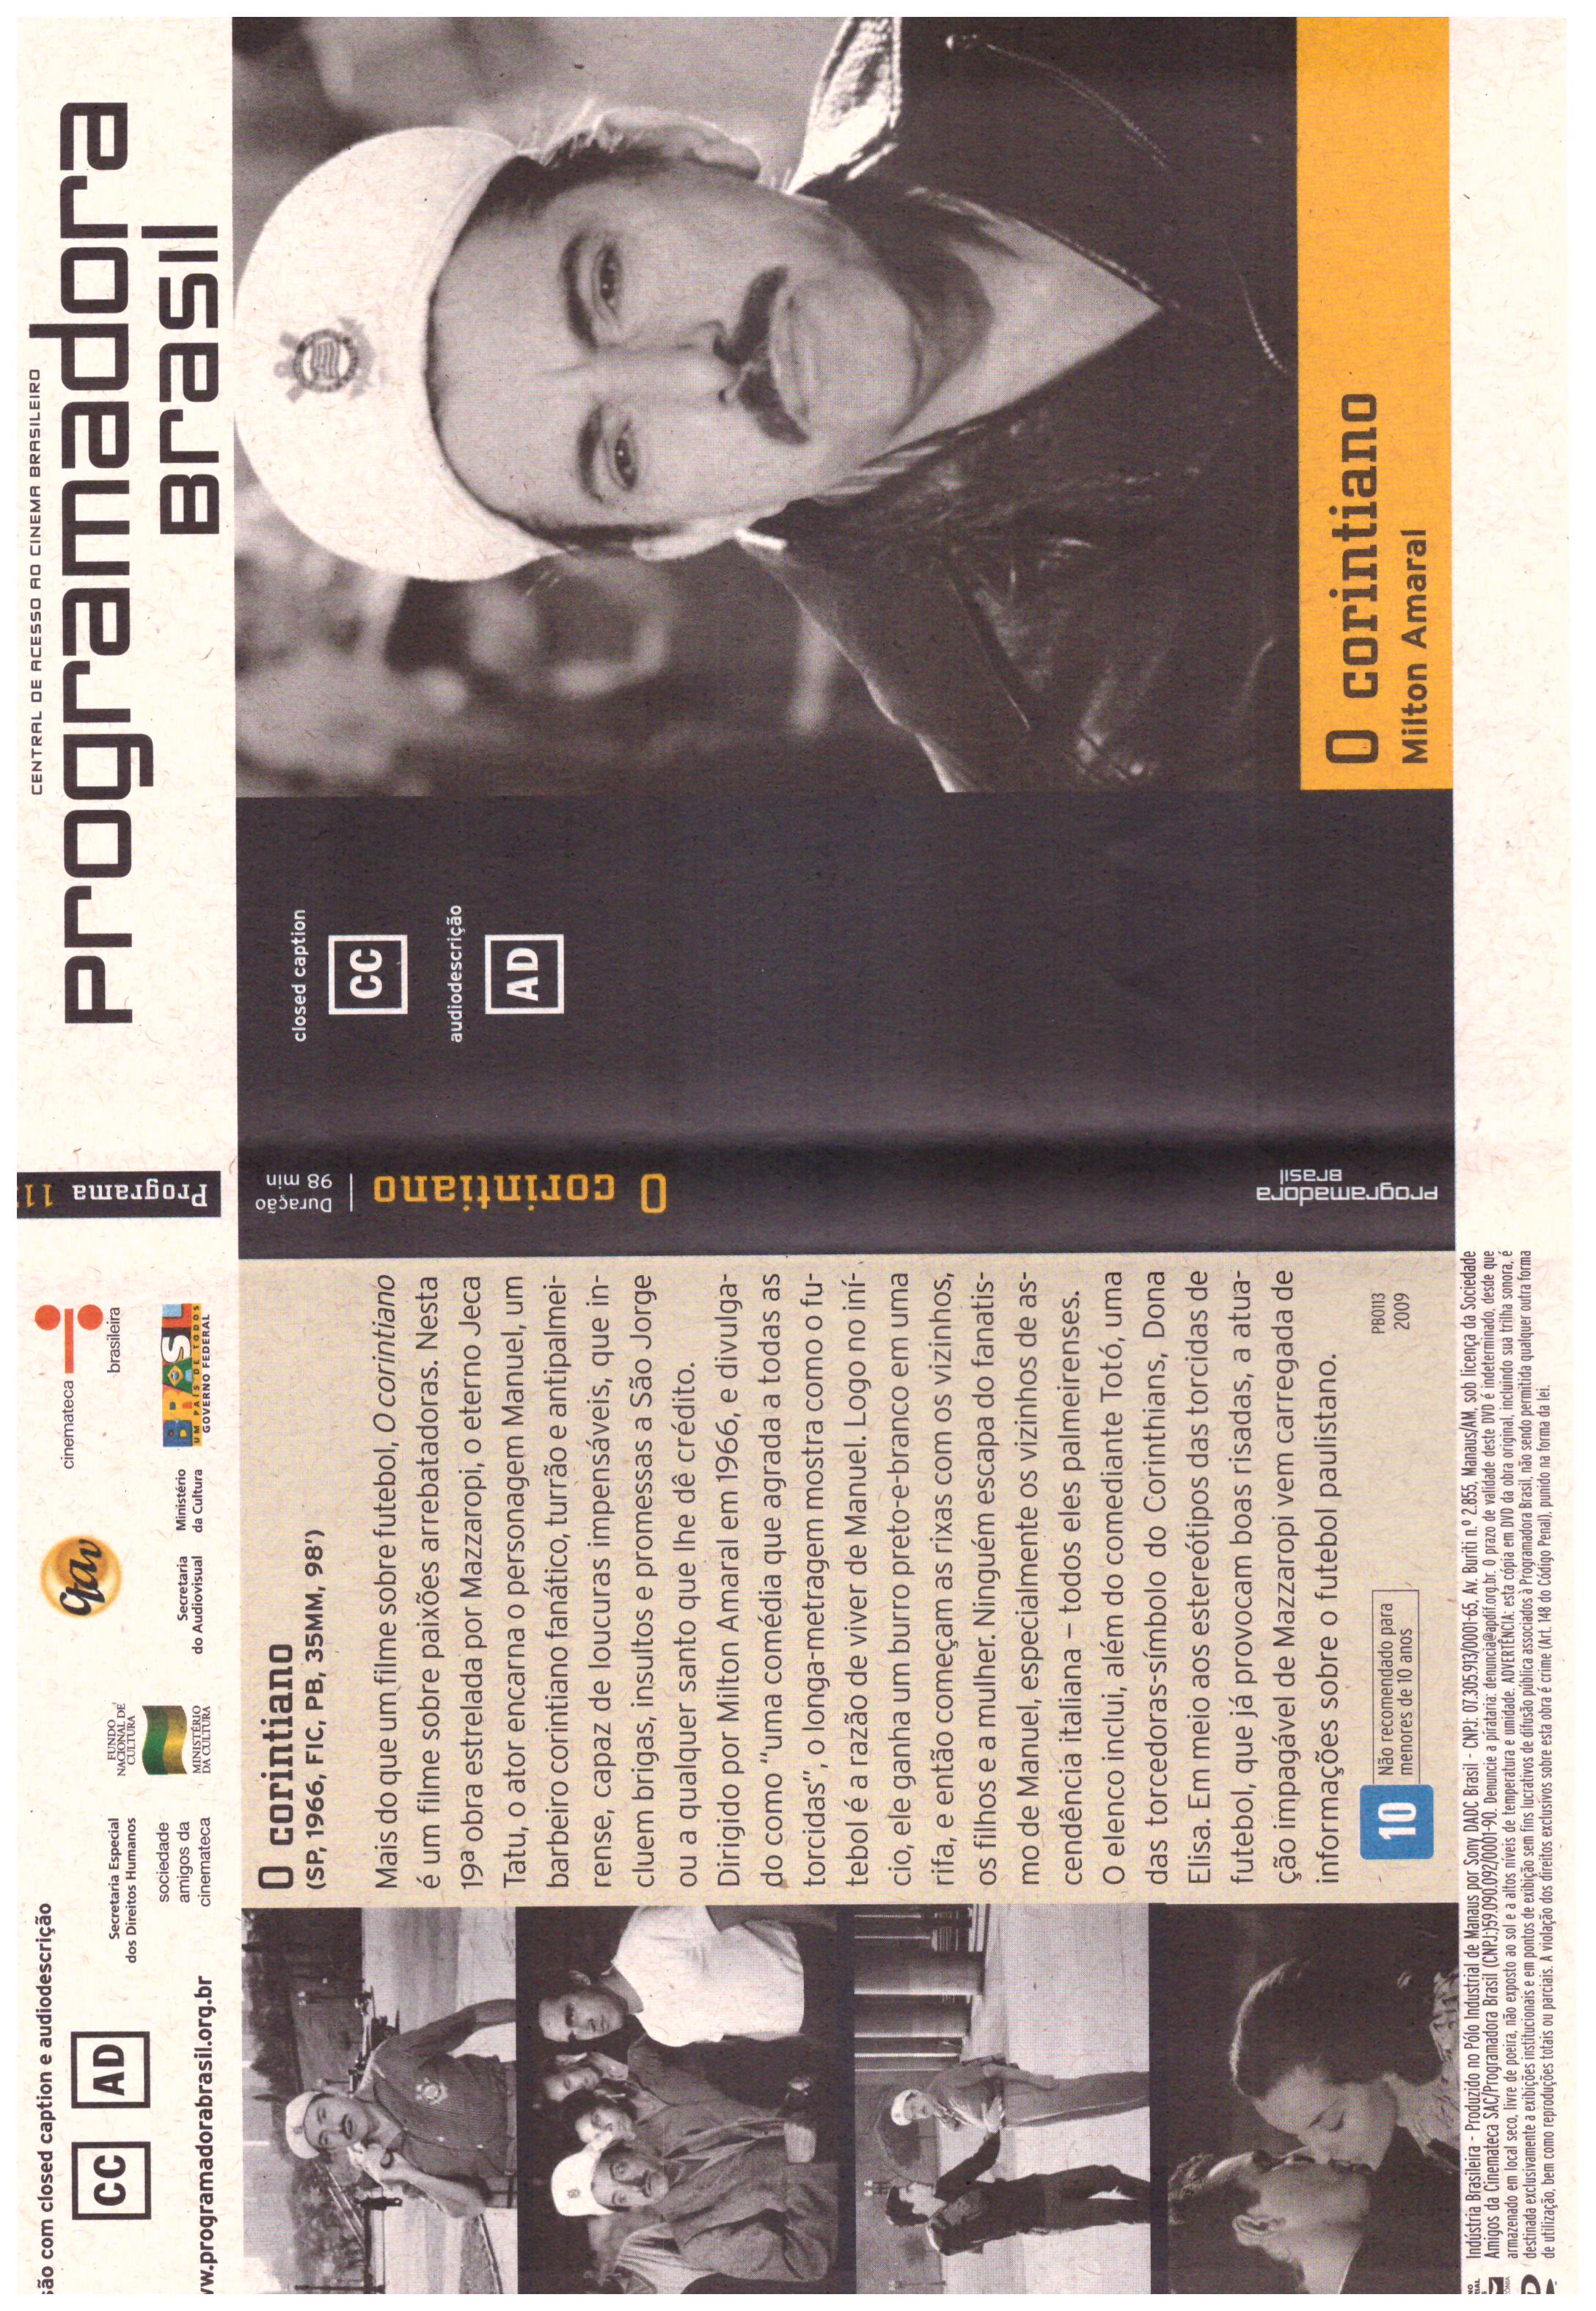 CENTRAL DE ACESSO AO CINEMA BRASILEIRO
Programadora
Brasil
O corintiano
Milton Amaral
closed caption
CC
audiodescrição
AD
Programa
Duração
98 min
O corintiano
Programadora
Brasil
com closed caption e audiodescrição
CC AD
.programadorabrasil.org.br
Secretaria Especial
dos Direitos Humanos
sociedade
amigos da
cinemateca
FUNDO
NACIONAL DE
CULTURA
MINISTÉRIO
DA CULTURA
Secretaria
do Audiovisual
Ministério
da Cultura
cinemateca
brasileira
BRASIL
UM PAÍS DE TODOS
GOVERNO FEDERAL
O corintiano
(SP, 1966, FIC, PB, 35MM, 98')
Mais do que um filme sobre futebol, O corintiano
é um filme sobre paixões arrebatadoras. Nesta
19ª obra estrelada por Mazzaropi, o eterno Jeca
Tatu, o ator encarna o personagem Manuel, um
barbeiro corintiano fanático, turrão e antipalmei-
rense, capaz de loucuras impensáveis, que in-
cluem brigas, insultos e promessas a São Jorge
ou a qualquer santo que lhe dê crédito.
Dirigido por Milton Amaral em 1966, e divulga-
do como "uma comédia que agrada a todas as
torcidas", o longa-metragem mostra como o fu-
tebol é a razão de viver de Manuel. Logo no iní-
cio, ele ganha um burro preto-e-branco em uma
rifa, e então começam as rixas com os vizinhos,
os filhos e a mulher. Ninguém escapa do fanatis-
mo de Manuel, especialmente os vizinhos de as-
cendência italiana – todos eles palmeirenses.
O elenco inclui, além do comediante Totó, uma
das torcedoras-símbolo do Corinthians, Dona
Elisa. Em meio aos estereótipos das torcidas de
futebol, que já provocam boas risadas, a atua-
ção impagável de Mazzaropi vem carregada de
informações sobre o futebol paulistano.
10
Não recomendado para
menores de 10 anos
PB0113
2009
Indústria Brasileira - Produzido no Pólo Industrial de Manaus por Sony DADC Brasil - CNPJ: 07.305.913/0001-65, Av. Buriti n.º 2.855, Manaus/AM, sob licença da Sociedade
Amigos da Cinemateca SAC/Programadora Brasil (CNPJ:)59.090.092/0001-90. Denuncie a pirataria: denuncia@apdif.org.br. O prazo de validade deste DVD é indeterminado, desde que
armazenado em local seco, livre de poeira, não exposto ao sol e a altos níveis de temperatura e umidade. ADVERTÊNCIA: esta cópia em DVD da obra original, incluindo sua trilha sonora, é
destinada exclusivamente a exibições institucionais e em pontos de exibição sem fins lucrativos de difusão pública associados à Programadora Brasil, não sendo permitida qualquer outra forma
de utilização, bem como reproduções totais ou parciais. A violação dos direitos exclusivos sobre esta obra é crime (Art. 148 do Código Penal), punido na forma da lei.